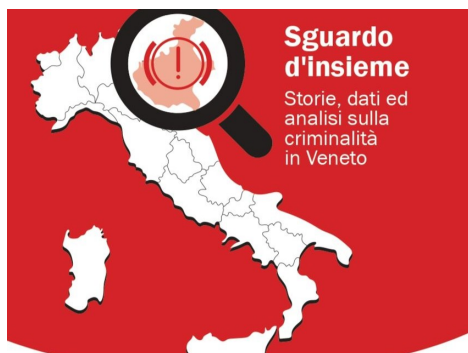 Sguardo
d'insieme
Storie, dati ed
analisi sulla
criminalità
in Veneto